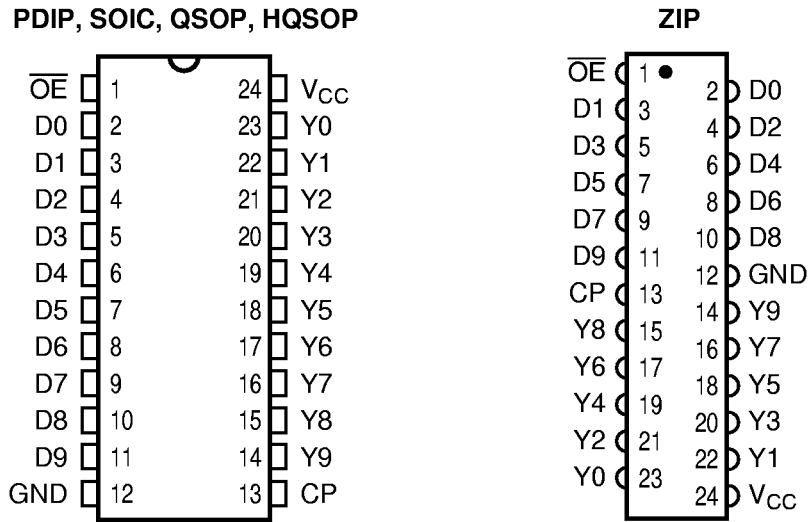 PDIP, SOIC, QSOP, HQSOP
O̅E̅ 1 24 VCC
D0 2 23 Y0
D1 3 22 Y1
D2 4 21 Y2
D3 5 20 Y3
D4 6 19 Y4
D5 7 18 Y5
D6 8 17 Y6
D7 9 16 Y7
D8 10 15 Y8
D9 11 14 Y9
GND 12 13 CP
ZIP
O̅E̅ 1
2 D0
D1 3
4 D2
D3 5
6 D4
D5 7
8 D6
D7 9
10 D8
D9 11
12 GND
CP 13
14 Y9
Y8 15
16 Y7
Y6 17
18 Y5
Y4 19
20 Y3
Y2 21
22 Y1
Y0 23
24 VCC